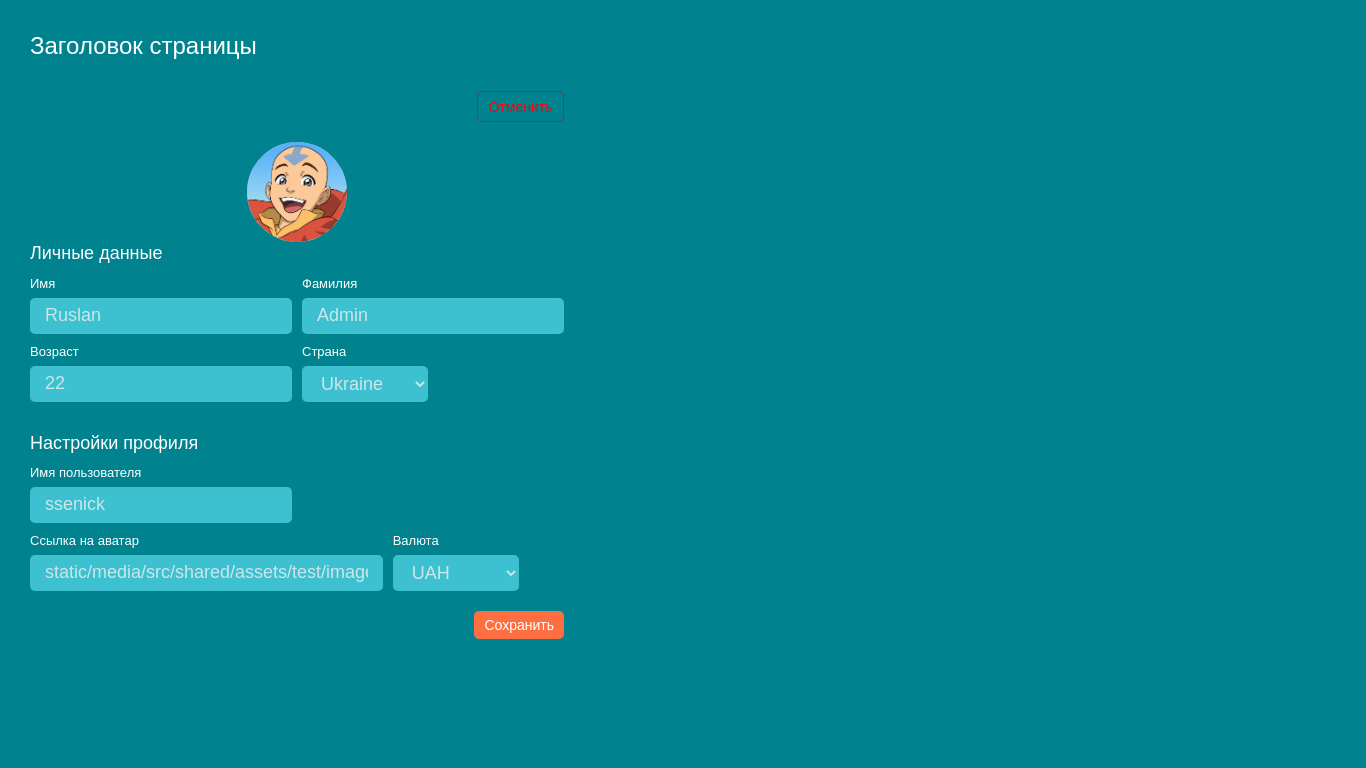 Заголовок страницы
Отменить
Личные данные
Имя Фамилия
Ruslan Admin
Возраст Страна
22 Ukraine
Настройки профиля
Имя пользователя
ssenick
Ссылка на аватар Валюта
static/media/src/shared/assets/test/image UAH
Сохранить